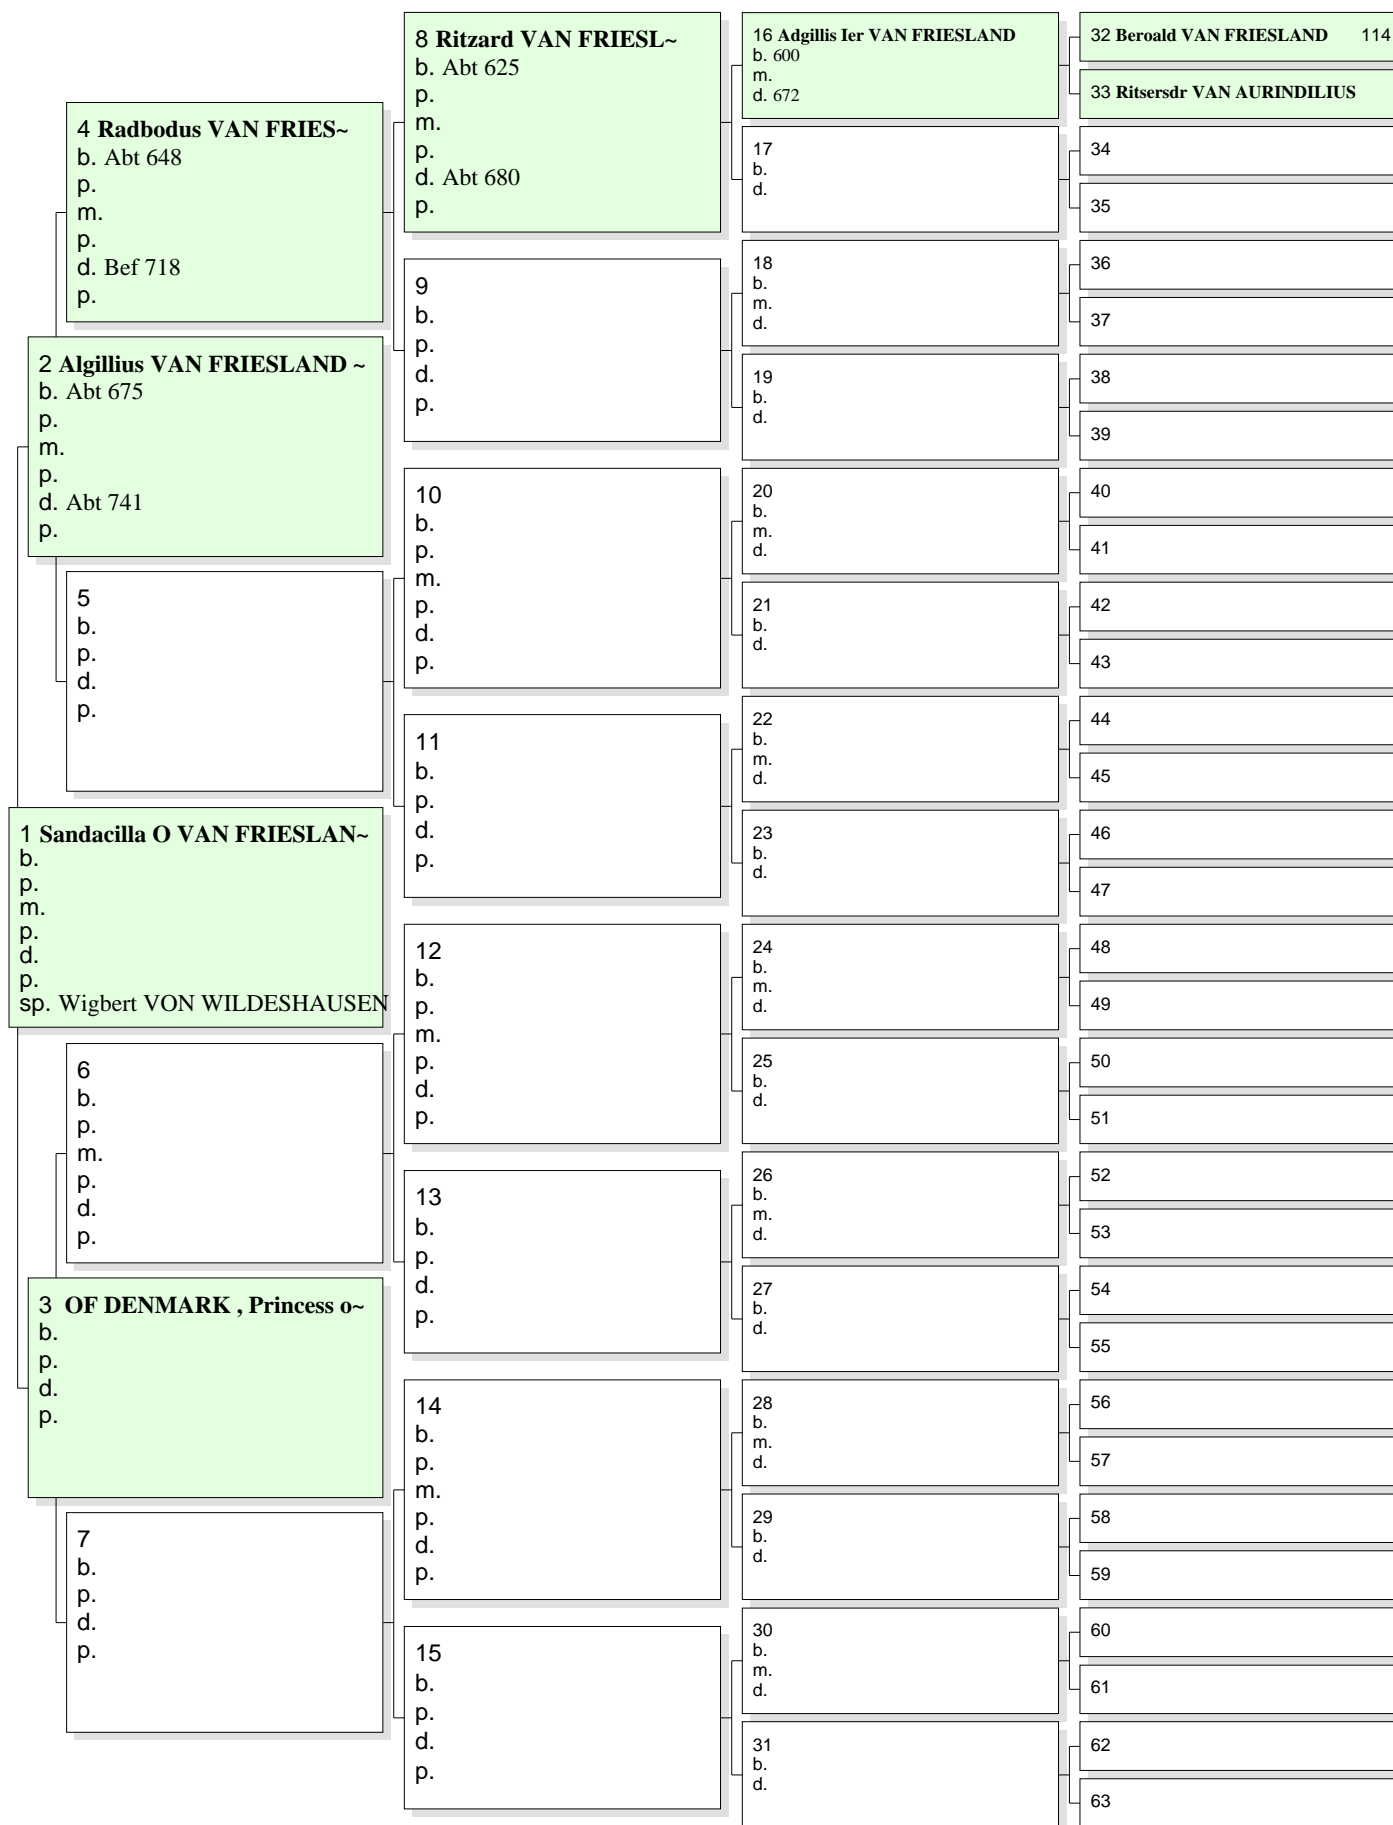 8 Ritzard VAN FRIESL~
b. Abt 625
p.
m.
p.
d. Abt 680
p.
16 Adgillis Ier VAN FRIESLAND
b. 600
m.
d. 672
32 Beroald VAN FRIESLAND 114
33 Ritsersdr VAN AURINDILIUS
4 Radbodus VAN FRIES~
b. Abt 648
p.
m.
p.
d. Bef 718
p.
17
b.
d.
34
35
9
b.
p.
d.
p.
18
b.
m.
d.
36
37
2 Algillius VAN FRIESLAND ~
b. Abt 675
p.
m.
p.
d. Abt 741
p.
19
b.
d.
38
39
10
b.
p.
m.
p.
d.
p.
20
b.
m.
d.
40
41
5
b.
p.
d.
p.
21
b.
d.
42
43
11
b.
p.
d.
p.
22
b.
m.
d.
44
45
1 Sandacilla O VAN FRIESLAN~
b.
p.
m.
p.
d.
p.
sp. Wigbert VON WILDESHAUSEN
23
b.
d.
46
47
12
b.
p.
m.
p.
d.
p.
24
b.
m.
d.
48
49
6
b.
p.
m.
p.
d.
p.
25
b.
d.
50
51
13
b.
p.
d.
p.
26
b.
m.
d.
52
53
3 OF DENMARK , Princess o~
b.
p.
d.
p.
27
b.
d.
54
55
14
b.
p.
m.
p.
d.
p.
28
b.
m.
d.
56
57
7
b.
p.
d.
p.
29
b.
d.
58
59
15
b.
p.
d.
p.
30
b.
m.
d.
60
61
31
b.
d.
62
63